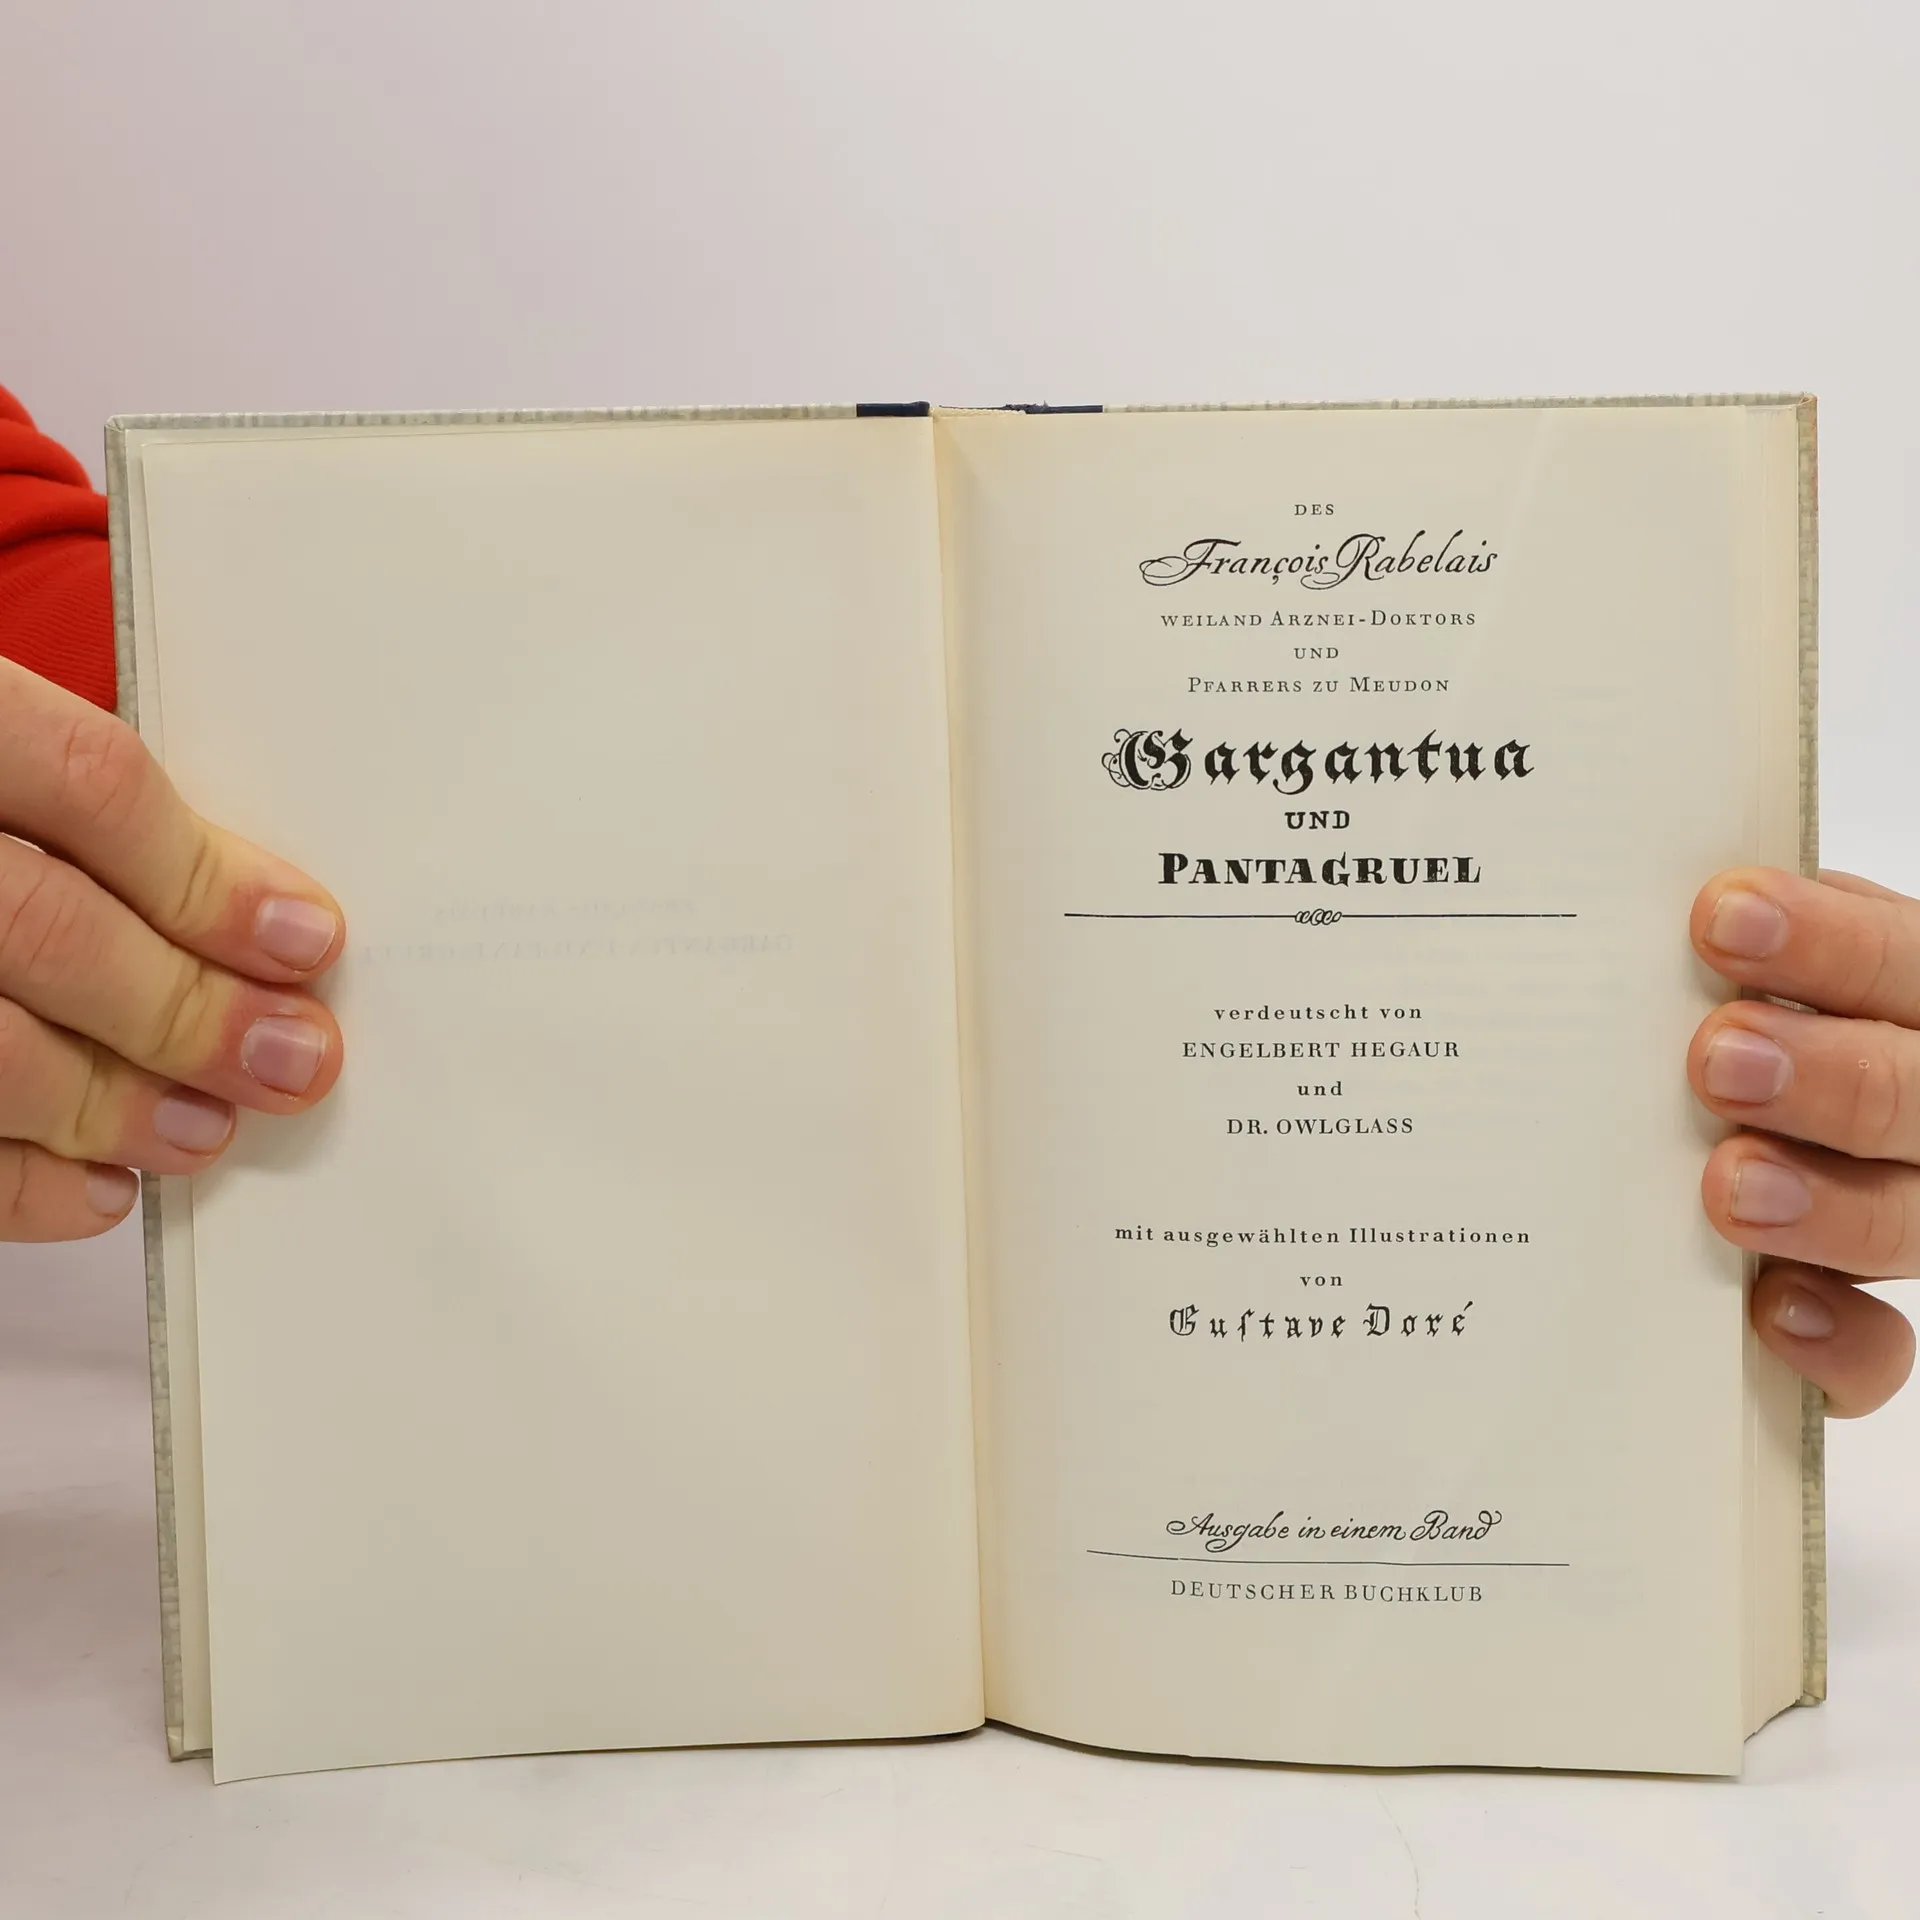 DES
François Rabelais
WEILAND ARZNEI-DOKTORS
UND
PFARRERS ZU MEUDON
Gargantua
UND
PANTAGRUEL
verdeutscht von
ENGELBERT HEGAUR
und
DR. OWLGLASS
mit ausgewählten Illustrationen
von
Guſtave Doré
Ausgabe in einem Band
DEUTSCHER BUCHKLUB